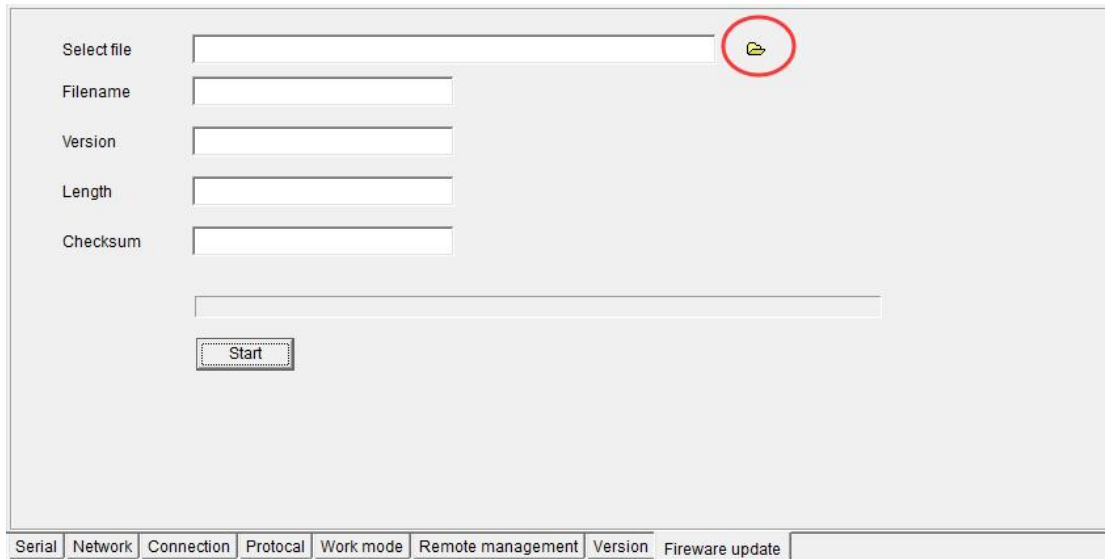 Select file
Filename
Version
Length
Checksum
Start
Serial Network Connection Protocal Work mode Remote management Version Fireware update